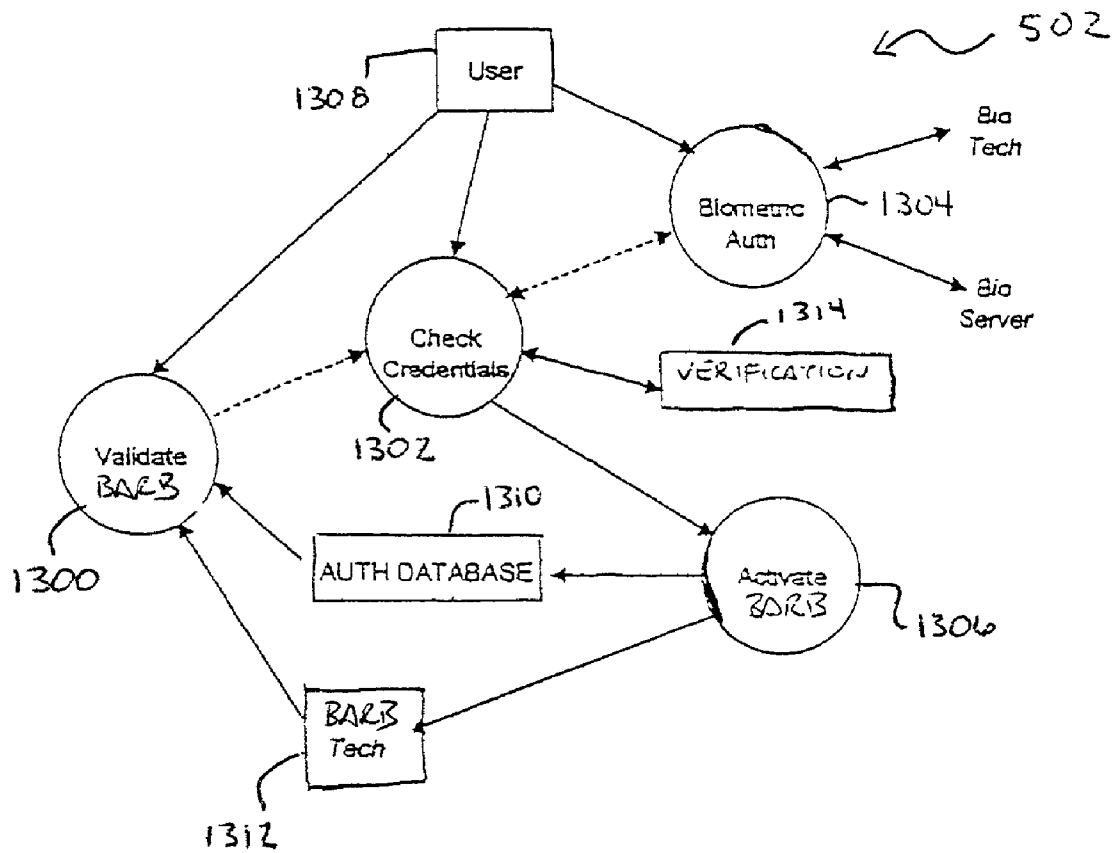 502
User
1308
Bio
Tech
Biometric
Auth
1304
Bio
Server
1314
Check
Credentials
VERIFICATION
1302
Validate
BARB
1310
1300
AUTH DATABASE
Activate
BARB
1306
BARB
Tech
1312